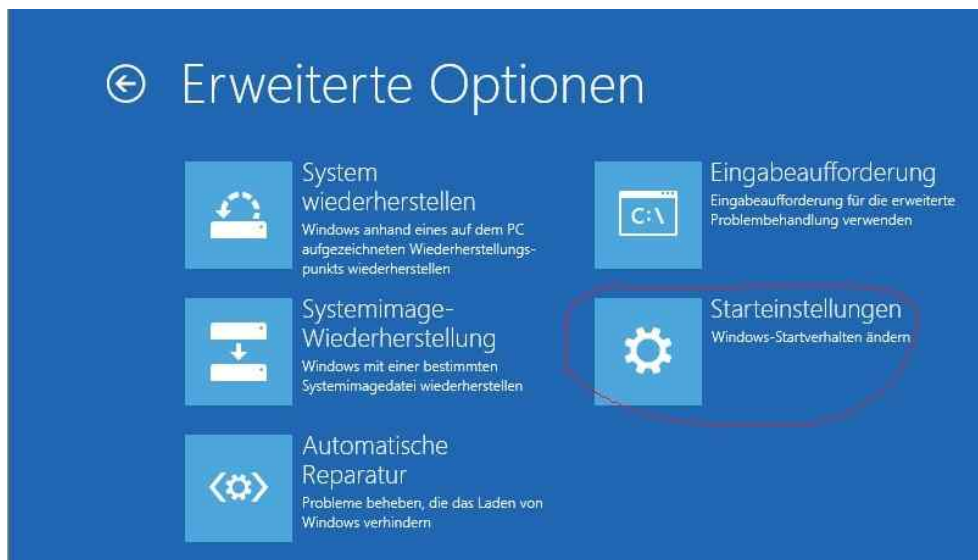 Erweiterte Optionen
System
wiederherstellen
Windows anhand eines auf dem PC
aufgezeichneten Wiederherstellungs-
punkts wiederherstellen
Systemimage-
Wiederherstellung
Windows mit einer bestimmten
Systemimagedatei wiederherstellen
Automatische
Reparatur
Probleme beheben, die das Laden von
Windows verhindern
C:\
Eingabeaufforderung
Eingabeaufforderung für die erweiterte
Problembehandlung verwenden
Starteinstellungen
Windows-Startverhalten ändern